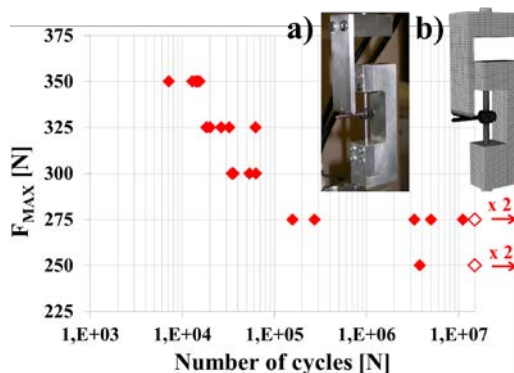 a)
b)
375
350
325
300
275
250
225
F_MAX [N]
x 2
x 2
1,E+03 1,E+04 1,E+05 1,E+06 1,E+07
Number of cycles [N]